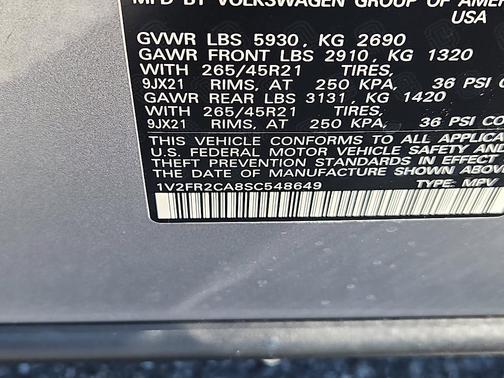 MFD BY VOLKSWAGEN GROUP OF AMER
USA
GVWR LBS 5930, KG 2690
GAWR FRONT LBS 2910, KG 1320
WITH 265/45R21 TIRES,
9JX21 RIMS, AT 250 KPA, 36 PSI CO
GAWR REAR LBS 3131, KG 1420
WITH 265/45R21 TIRES,
9JX21 RIMS, AT 250 KPA, 36 PSI CO
THIS VEHICLE CONFORMS TO ALL APPLICA
U.S. FEDERAL MOTOR VEHICLE SAFETY AND
THEFT PREVENTION STANDARDS IN EFFECT
THE DATE OF MANUFACTURE SHOWN ABOVE
1V2FR2CA8SC548649 TYPE: MPV